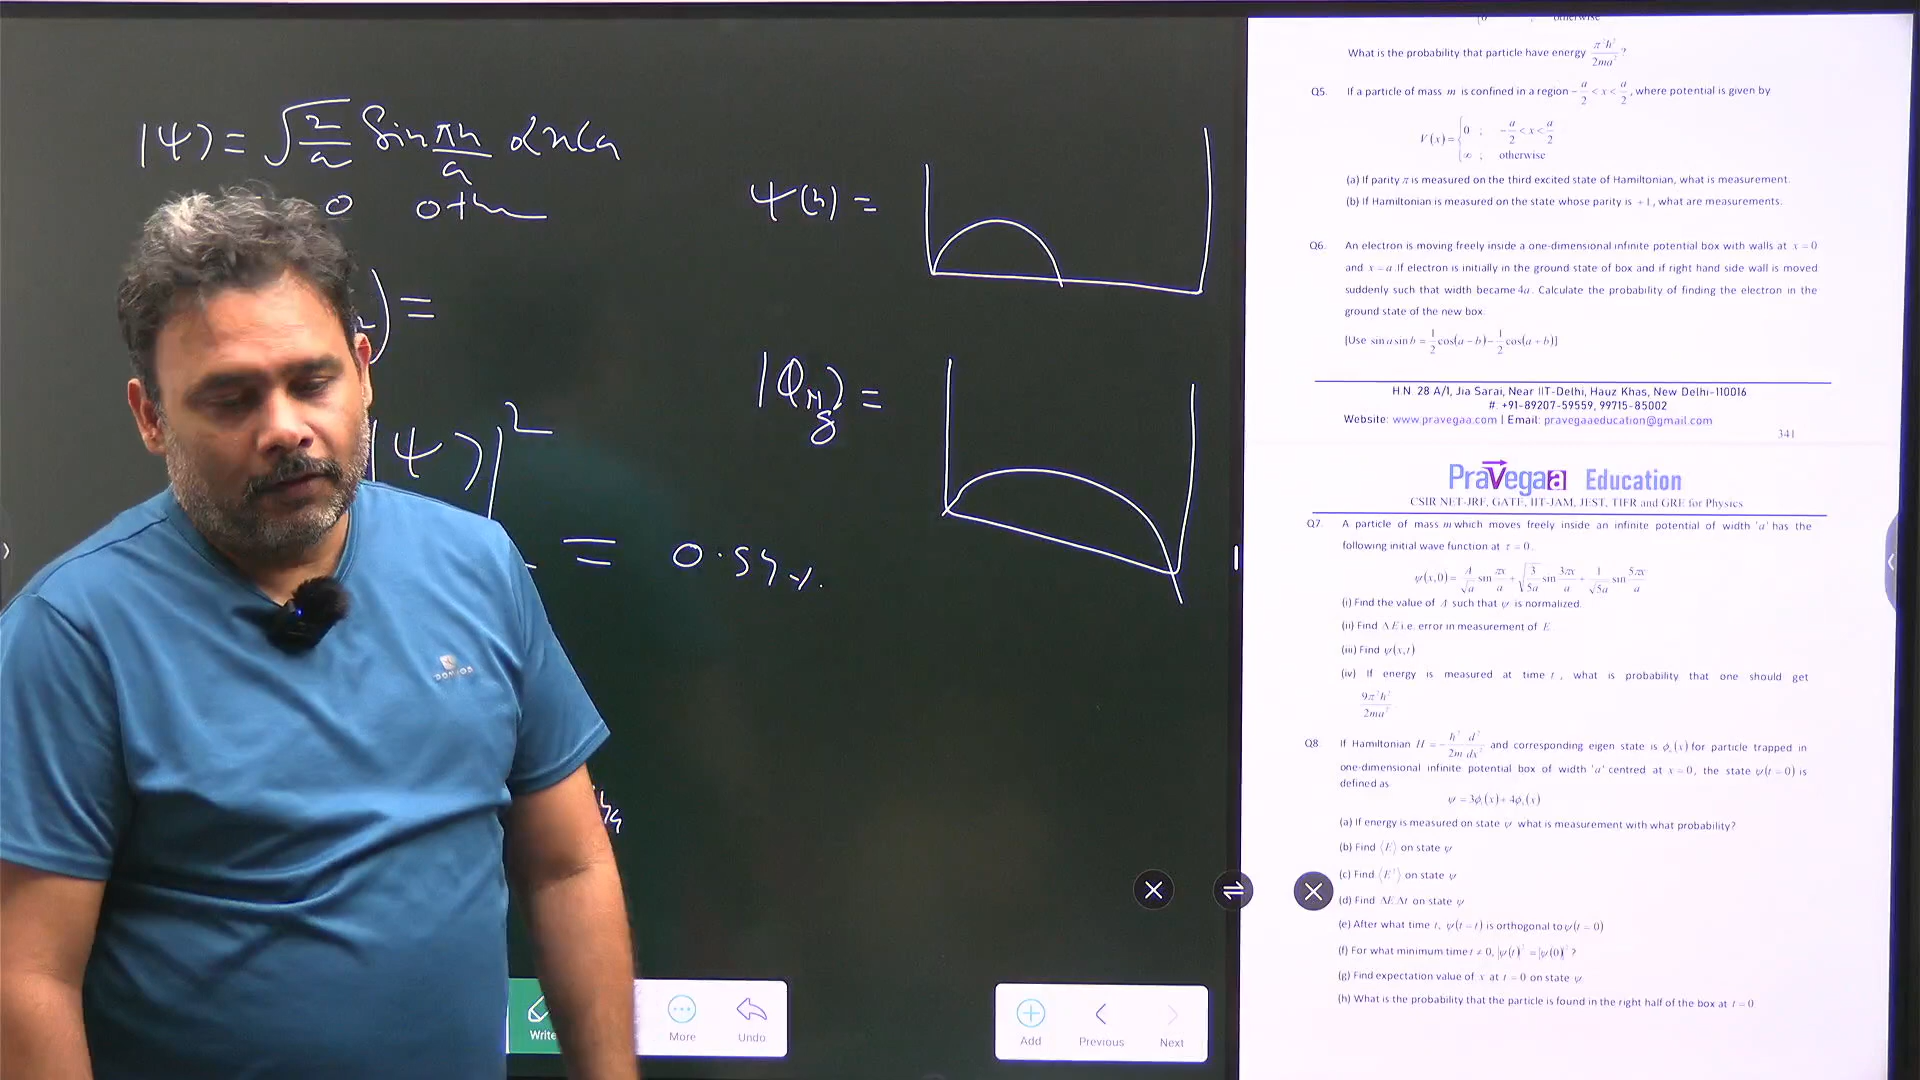 |ψ⟩ = √2/a Sin πx/a 0<x<a
0 oth
) =
|ψ⟩|²
= 0.5
ψ(x) =
⟩ =
Write
More
Undo
Add
Previous
Next
0 ; otherwise
What is the probability that particle have energy π²ħ²/2ma²?
Q5. If a particle of mass m is confined in a region -a/2 < x < a/2, where potential is given by
V(x) = { 0 ; -a/2 < x < a/2
∞ ; otherwise
(a) If parity π is measured on the third excited state of Hamiltonian, what is measurement.
(b) If Hamiltonian is measured on the state whose parity is +1, what are measurements.
Q6. An electron is moving freely inside a one-dimensional infinite potential box with walls at x = 0
and x = a. If electron is initially in the ground state of box and if right hand side wall is moved
suddenly such that width became 4a. Calculate the probability of finding the electron in the
ground state of the new box.
[Use sin a sin b = 1/2 cos(a - b) - 1/2 cos(a + b)]
H.N. 28 A/1, Jia Sarai, Near IIT-Delhi, Hauz Khas, New Delhi-110016
#: +91-89207-59559, 99715-85002
Website: www.pravegaa.com | Email: pravegaaeducation@gmail.com
341
Pravegaa Education
CSIR NET-JRF, GATE, IIT-JAM, JEST, TIFR and GRE for Physics
Q7. A particle of mass m which moves freely inside an infinite potential of width 'a' has the
following initial wave function at t = 0.
ψ(x,0) = A/√a sin πx/a + √3/5a sin 3πx/a + 1/√5a sin 5πx/a
(i) Find the value of A such that ψ is normalized.
(ii) Find ΔE i.e. error in measurement of E
(iii) Find ψ(x,t)
(iv) If energy is measured at time t, what is probability that one should get
9π²ħ²/2ma²
Q8 If Hamiltonian H = -ħ²/2m d²/dx² and corresponding eigen state is (x) for particle trapped in
one-dimensional infinite potential box of width 'a' centred at x = 0, the state ψ(t = 0) is
defined as
ψ = 3φ (x) + 4φ (x)
(a) If energy is measured on state ψ what is measurement with what probability?
(b) Find ⟨E⟩ on state ψ
(c) Find ⟨E²⟩ on state ψ
(d) Find ΔE.Δt on state ψ
(e) After what time t, ψ(t = t) is orthogonal to ψ(t = 0)
(f) For what minimum time t ≠ 0, |ψ(t)|² = |ψ(0)|² ?
(g) Find expectation value of x at t = 0 on state ψ
(h) What is the probability that the particle is found in the right half of the box at t = 0